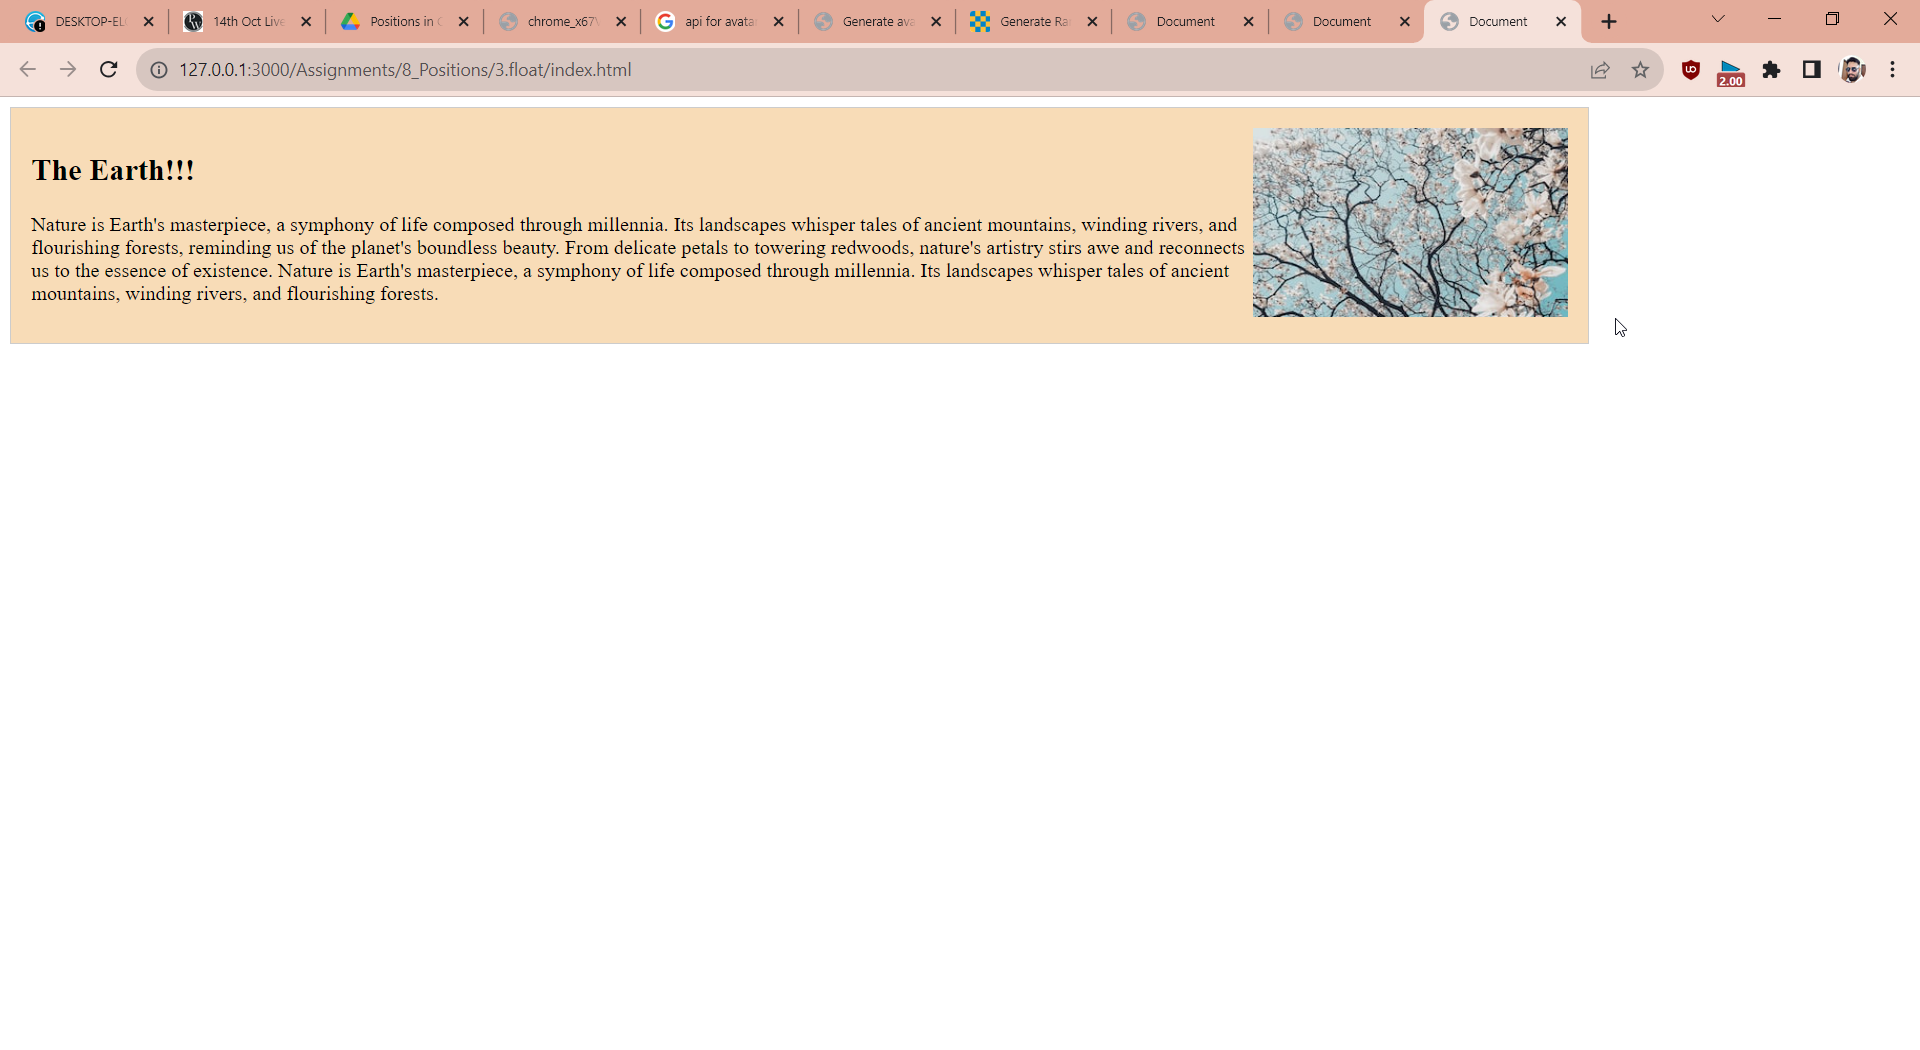 DESKTOP-EL
14th Oct Live
Positions in C
chrome_x67
api for avata
Generate ava
Generate Ra
Document
Document
Document
127.0.0.1:3000/Assignments/8_Positions/3.float/index.html
2.00
The Earth!!!
Nature is Earth's masterpiece, a symphony of life composed through millennia. Its landscapes whisper tales of ancient mountains, winding rivers, and
flourishing forests, reminding us of the planet's boundless beauty. From delicate petals to towering redwoods, nature's artistry stirs awe and reconnects
us to the essence of existence. Nature is Earth's masterpiece, a symphony of life composed through millennia. Its landscapes whisper tales of ancient
mountains, winding rivers, and flourishing forests.